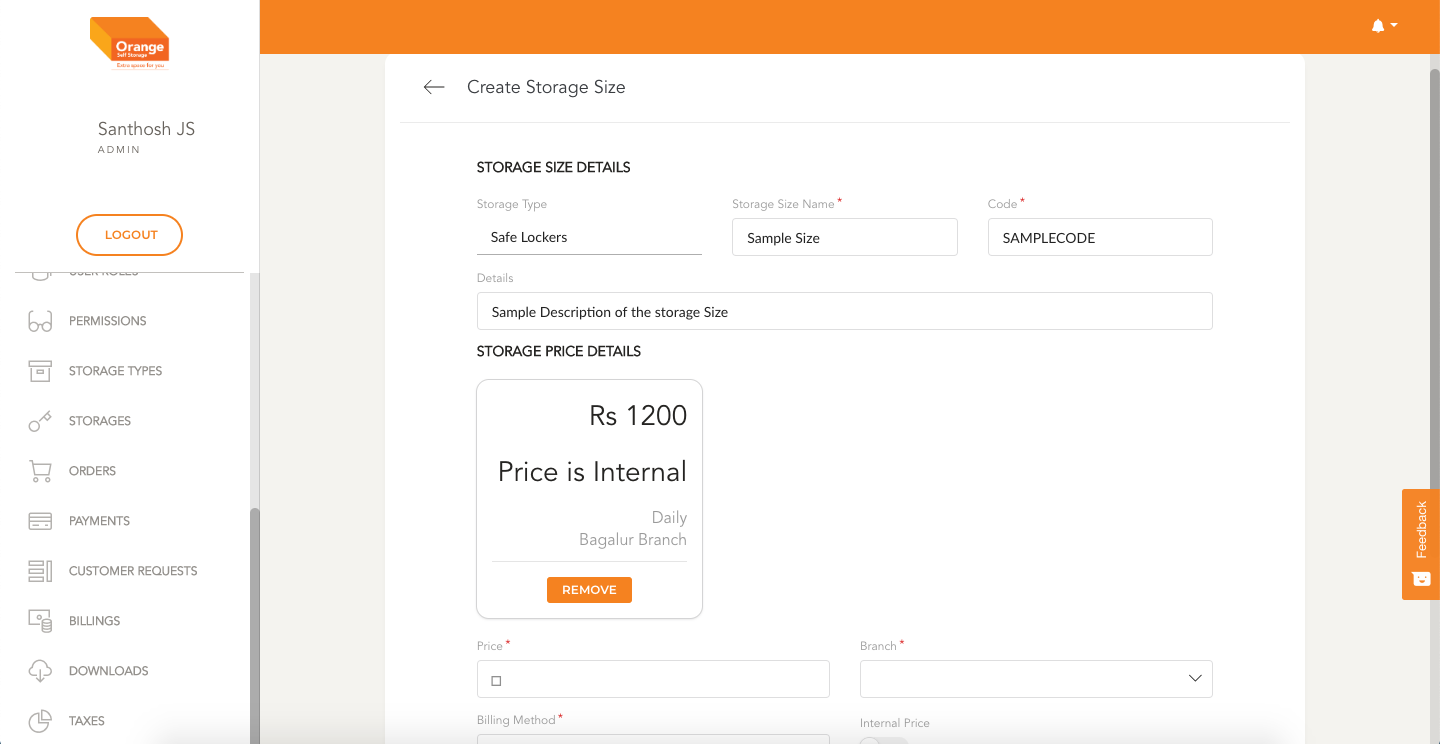 Orange
Self Storage
Extra space for you
Santhosh JS
ADMIN
LOGOUT
USER ROLES
PERMISSIONS
STORAGE TYPES
STORAGES
ORDERS
PAYMENTS
CUSTOMER REQUESTS
BILLINGS
DOWNLOADS
TAXES
Create Storage Size
STORAGE SIZE DETAILS
Storage Type
Storage Size Name *
Code *
Safe Lockers
Sample Size
SAMPLECODE
Details
Sample Description of the storage Size
STORAGE PRICE DETAILS
Rs 1200
Price is Internal
Daily
Bagalur Branch
REMOVE
Price *
Branch *
Billing Method *
Internal Price
Feedback